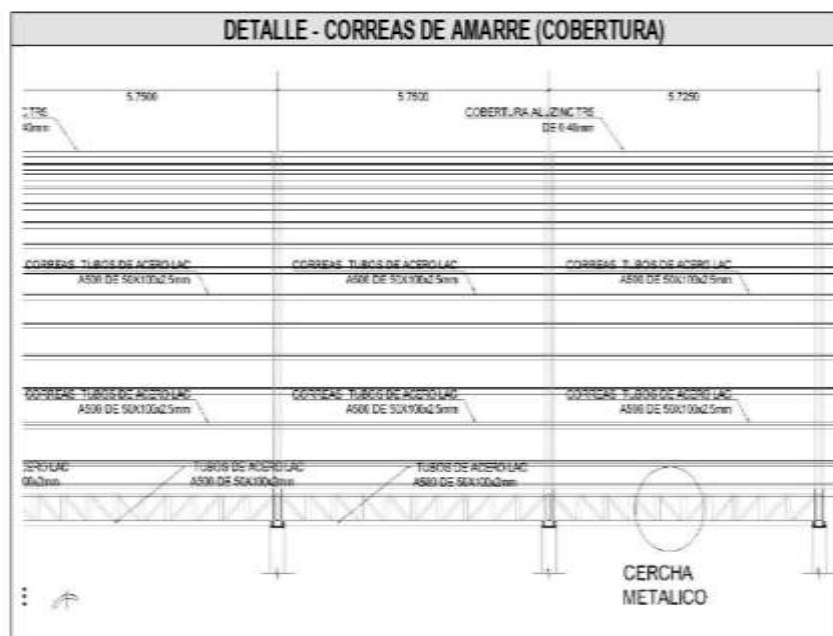 DETALLE - CORREAS DE AMARRE (COBERTURA)
5.7500
5.7500
5.7250
COBERTURA ALUZINC TR5
DE 0.40mm
CORREAS TUBOS DE ACERO LAC
A500 DE 50X100x2.5mm
CORREAS TUBOS DE ACERO LAC
A500 DE 50X100x2.5mm
CORREAS TUBOS DE ACERO LAC
A500 DE 50X100x2.5mm
CORREAS TUBOS DE ACERO LAC
A500 DE 50X100x2.5mm
CORREAS TUBOS DE ACERO LAC
A500 DE 50X100x2.5mm
CORREAS TUBOS DE ACERO LAC
A500 DE 50X100x2.5mm
TUBOS DE ACERO LAC
A500 DE 50X100x2mm
TUBOS DE ACERO LAC
A500 DE 50X100x2mm
CERCHA
METALICO